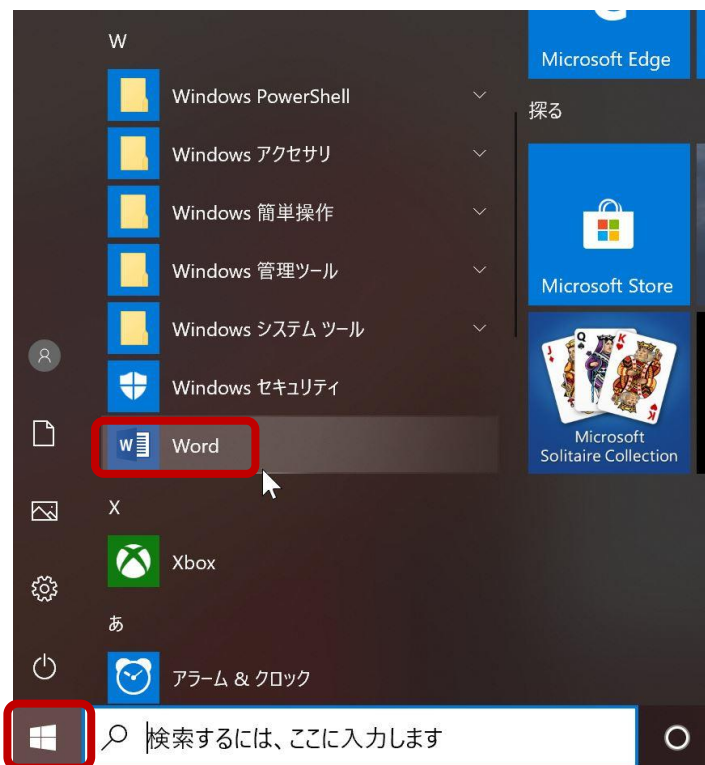 W
Windows PowerShell
Windows アクセサリ
Windows 簡単操作
Windows 管理ツール
Windows システム ツール
Windows セキュリティ
Word
X
Xbox
あ
アラーム & クロック
Microsoft Edge
探る
Microsoft Store
Microsoft
Solitaire Collection
検索するには、ここに入力します